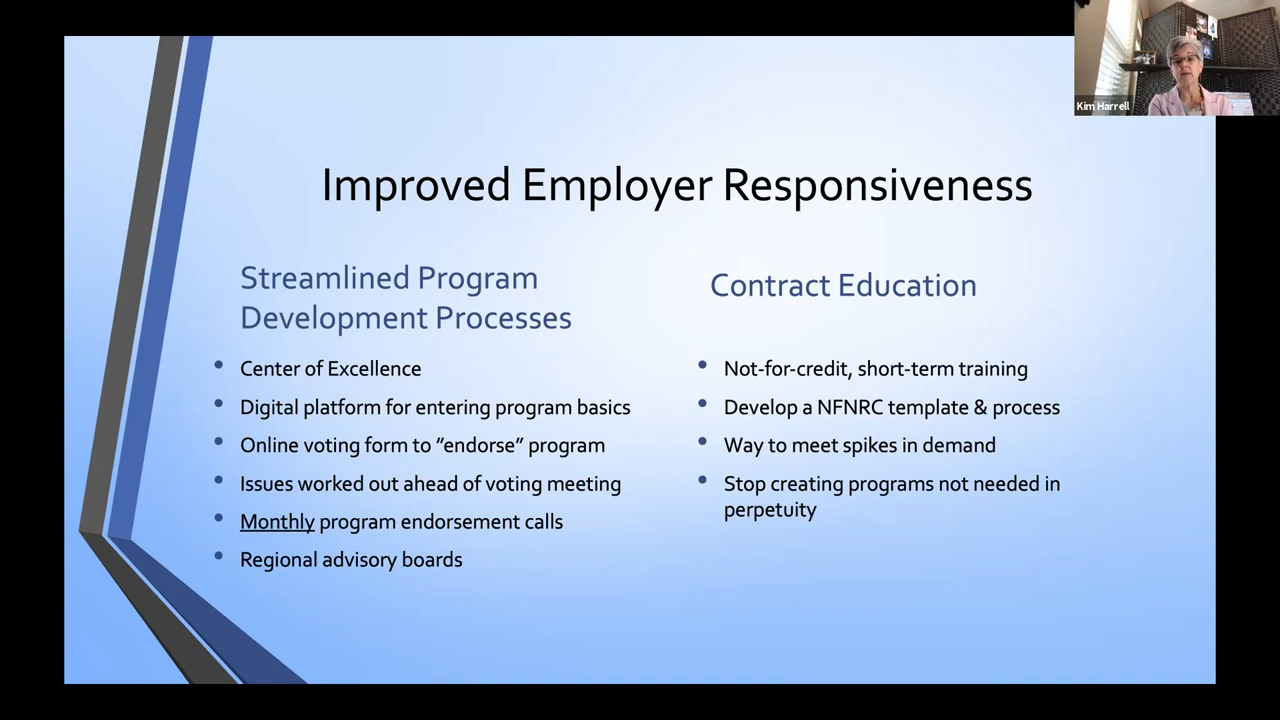 Kim Harrell
Improved Employer Responsiveness
Streamlined Program
Development Processes
• Center of Excellence
• Digital platform for entering program basics
• Online voting form to “endorse” program
• Issues worked out ahead of voting meeting
• Monthly program endorsement calls
• Regional advisory boards
Contract Education
• Not-for-credit, short-term training
• Develop a NFNRC template & process
• Way to meet spikes in demand
• Stop creating programs not needed in
perpetuity